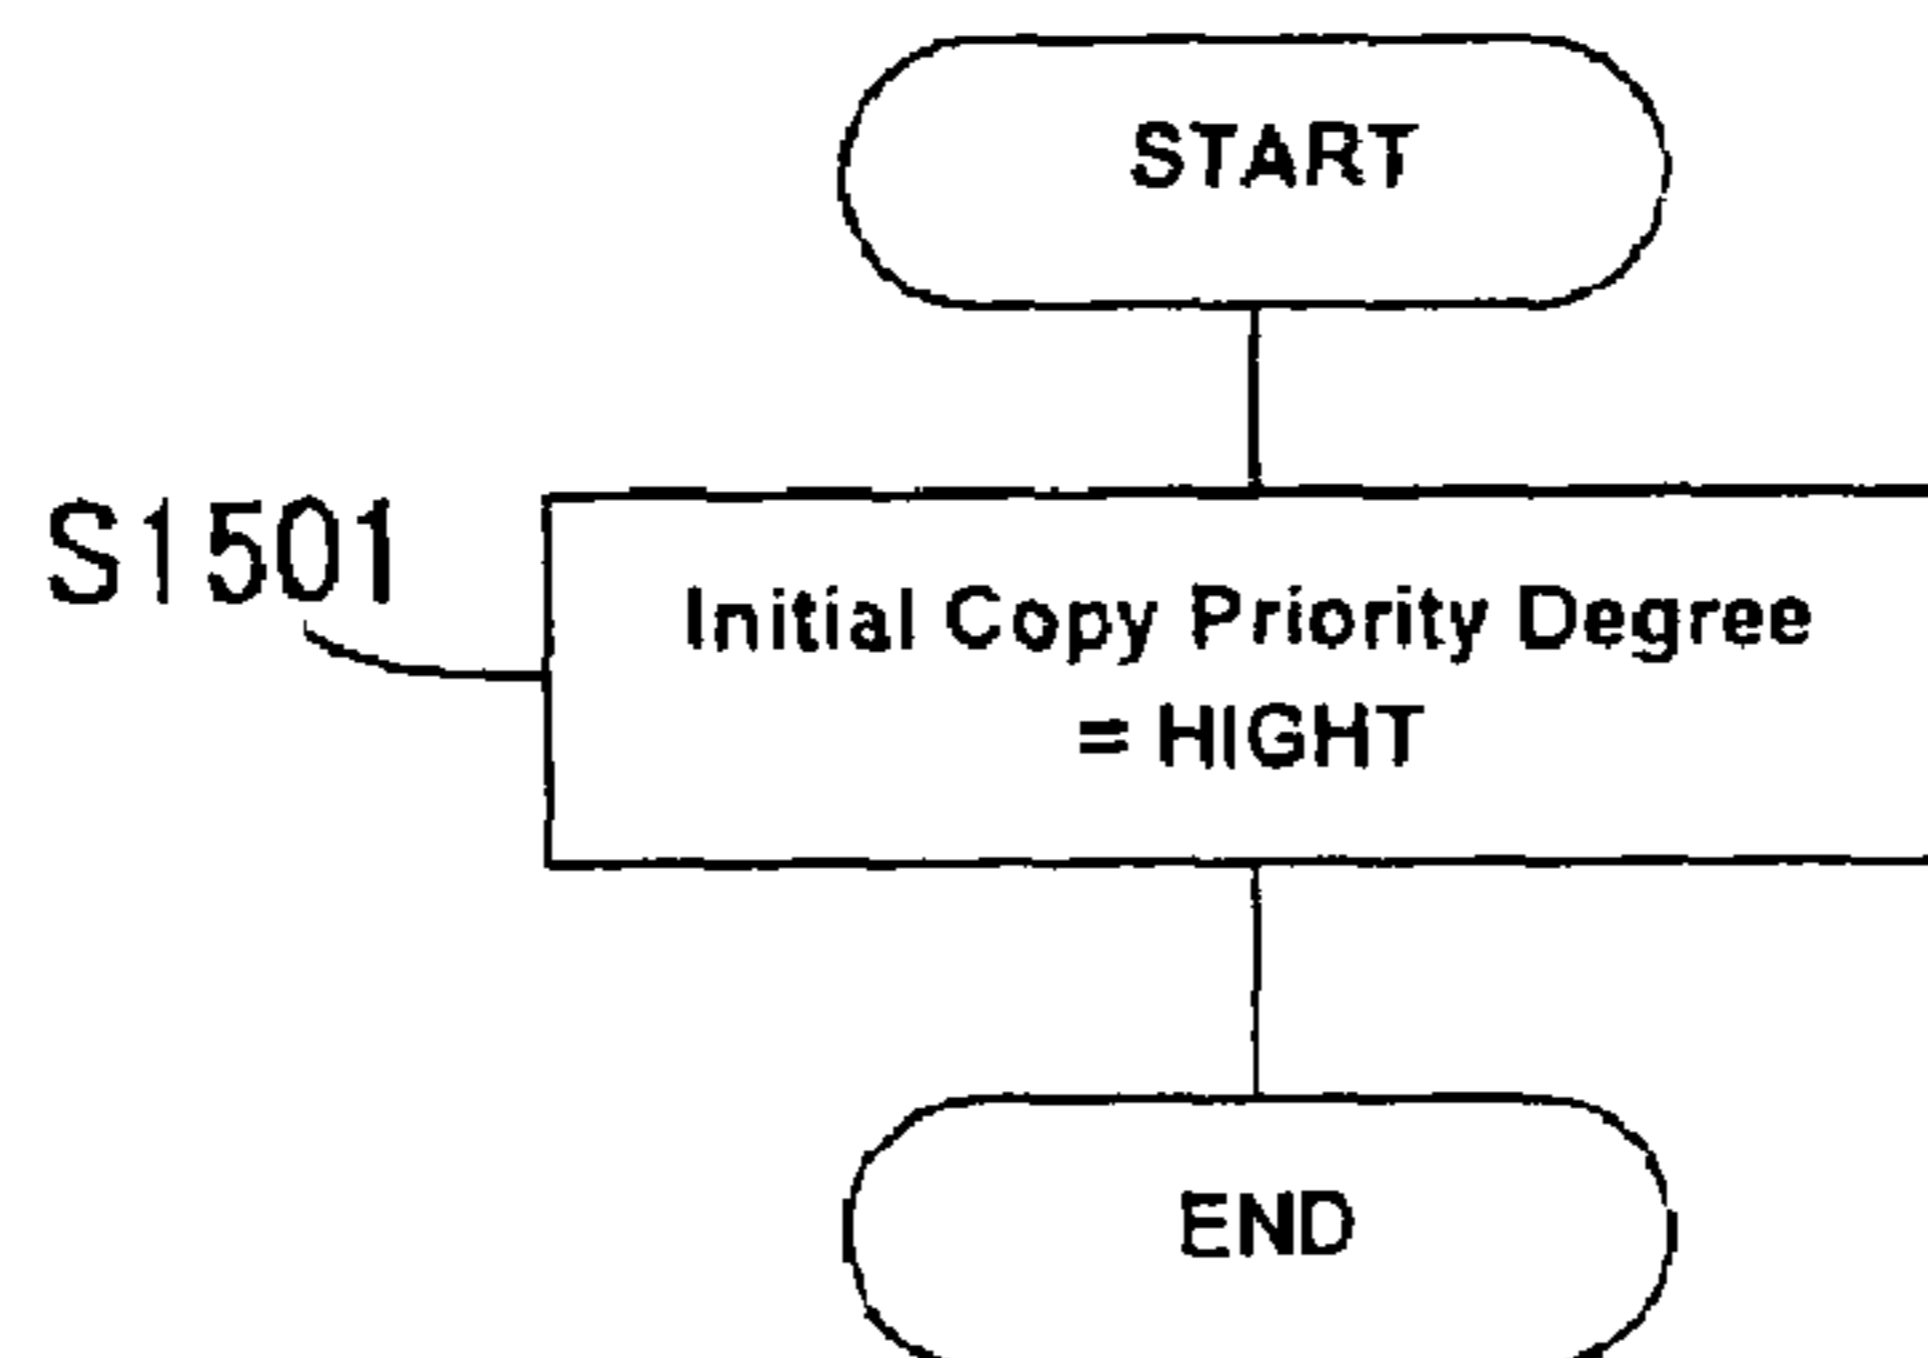 START
S1501
Initial Copy Priority Degree
= HIGHT
END